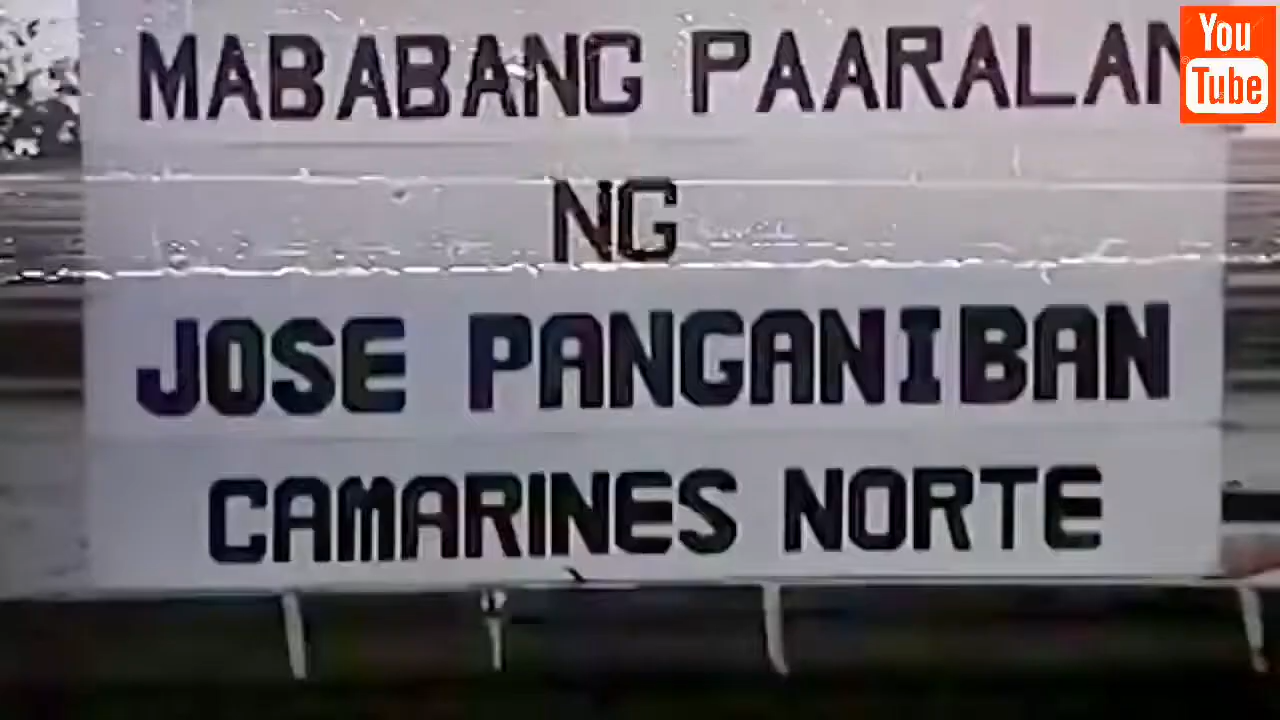 You
Tube
MABABANG PAARALAN
NG
JOSE PANGANIBAN
CAMARINES NORTE